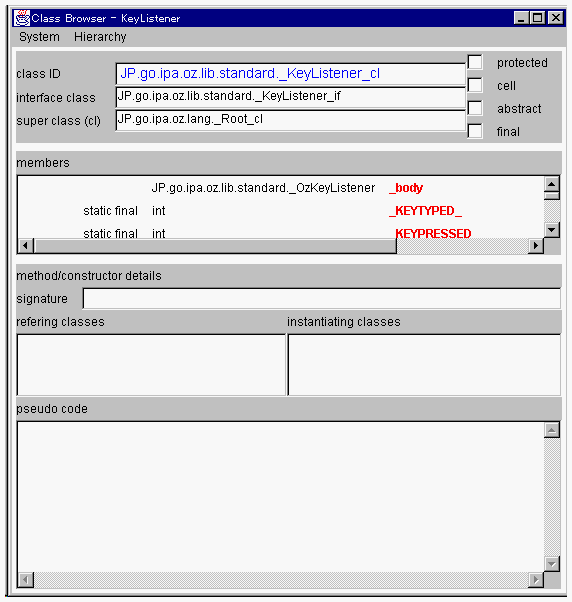 Class Browser - KeyListener
System Hierarchy
class ID JP.go.ipa.oz.lib.standard._KeyListener_cl
interface class JP.go.ipa.oz.lib.standard._KeyListener_if
super class (cl) JP.go.ipa.oz.lang._Root_cl
protected
cell
abstract
final
members
JP.go.ipa.oz.lib.standard._OzKeyListener _body
static final int _KEYTYPED_
static final int _KEYPRESSED_
method/constructor details
signature
refering classes instantiating classes
pseudo code